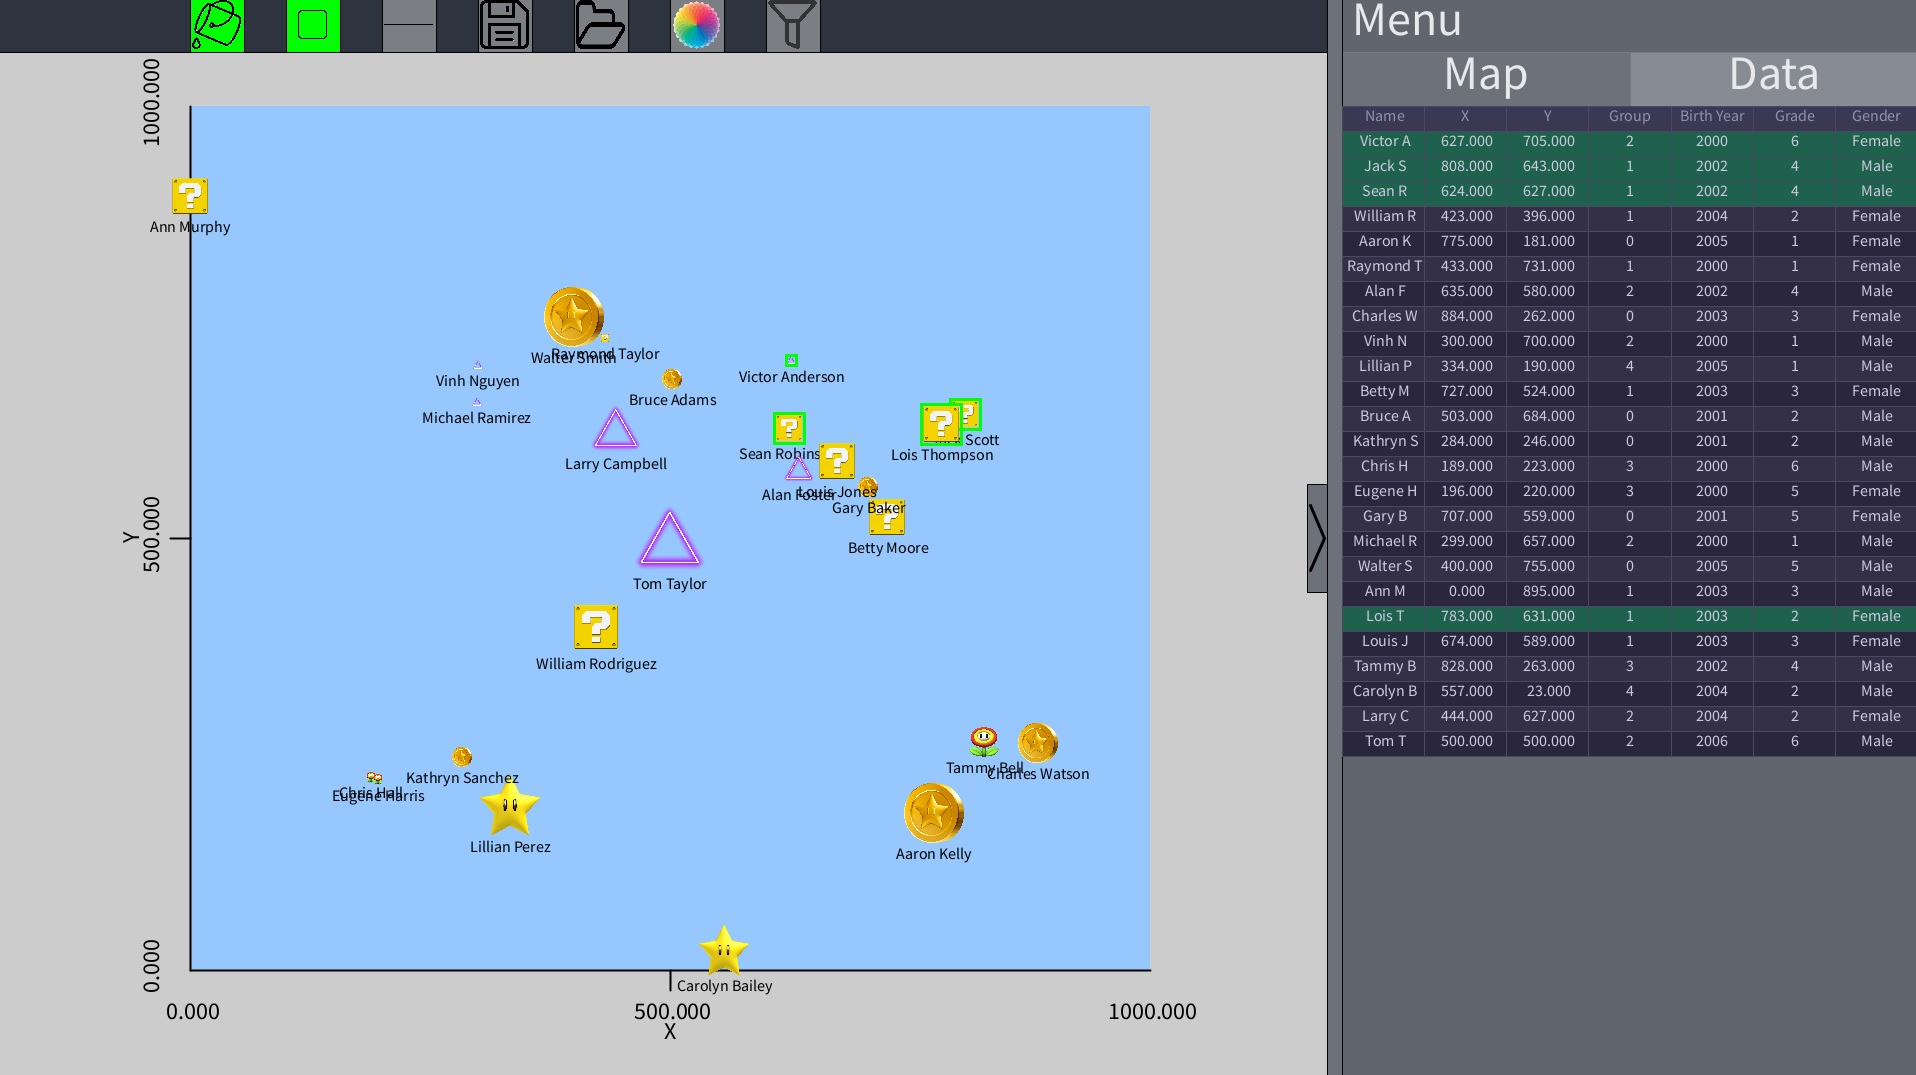 Menu
Map Data
Name X Y Group Birth Year Grade Gender
Victor A 627.000 705.000 2 2000 6 Female
Jack S 808.000 643.000 1 2002 4 Male
Sean R 624.000 627.000 1 2002 4 Male
William R 423.000 396.000 1 2004 2 Female
Aaron K 775.000 181.000 0 2005 1 Female
Raymond T 433.000 731.000 1 2000 1 Female
Alan F 635.000 580.000 2 2002 4 Male
Charles W 884.000 262.000 0 2003 3 Female
Vinh N 300.000 700.000 2 2000 1 Male
Lillian P 334.000 190.000 4 2005 1 Male
Betty M 727.000 524.000 1 2003 3 Female
Bruce A 503.000 684.000 0 2001 2 Male
Kathryn S 284.000 246.000 0 2001 2 Male
Chris H 189.000 223.000 3 2000 6 Male
Eugene H 196.000 220.000 3 2000 5 Female
Gary B 707.000 559.000 0 2001 5 Female
Michael R 299.000 657.000 2 2000 1 Male
Walter S 400.000 755.000 0 2005 5 Male
Ann M 0.000 895.000 1 2003 3 Male
Lois T 783.000 631.000 1 2003 2 Female
Louis J 674.000 589.000 1 2003 3 Female
Tammy B 828.000 263.000 3 2002 4 Male
Carolyn B 557.000 23.000 4 2004 2 Male
Larry C 444.000 627.000 2 2004 2 Female
Tom T 500.000 500.000 2 2006 6 Male
1000.000
Y
500.000
0.000
Ann Murphy
Raymond Taylor
Walter Smith
Vinh Nguyen
Victor Anderson
Bruce Adams
Michael Ramirez
Scott
Sean Robins
Lois Thompson
Larry Campbell
Louis Jones
Alan Foster
Gary Baker
Betty Moore
Tom Taylor
William Rodriguez
Tammy Bell
Charles Watson
Kathryn Sanchez
Chris Hall
Eugene Harris
Lillian Perez
Aaron Kelly
Carolyn Bailey
0.000 500.000 1000.000
X